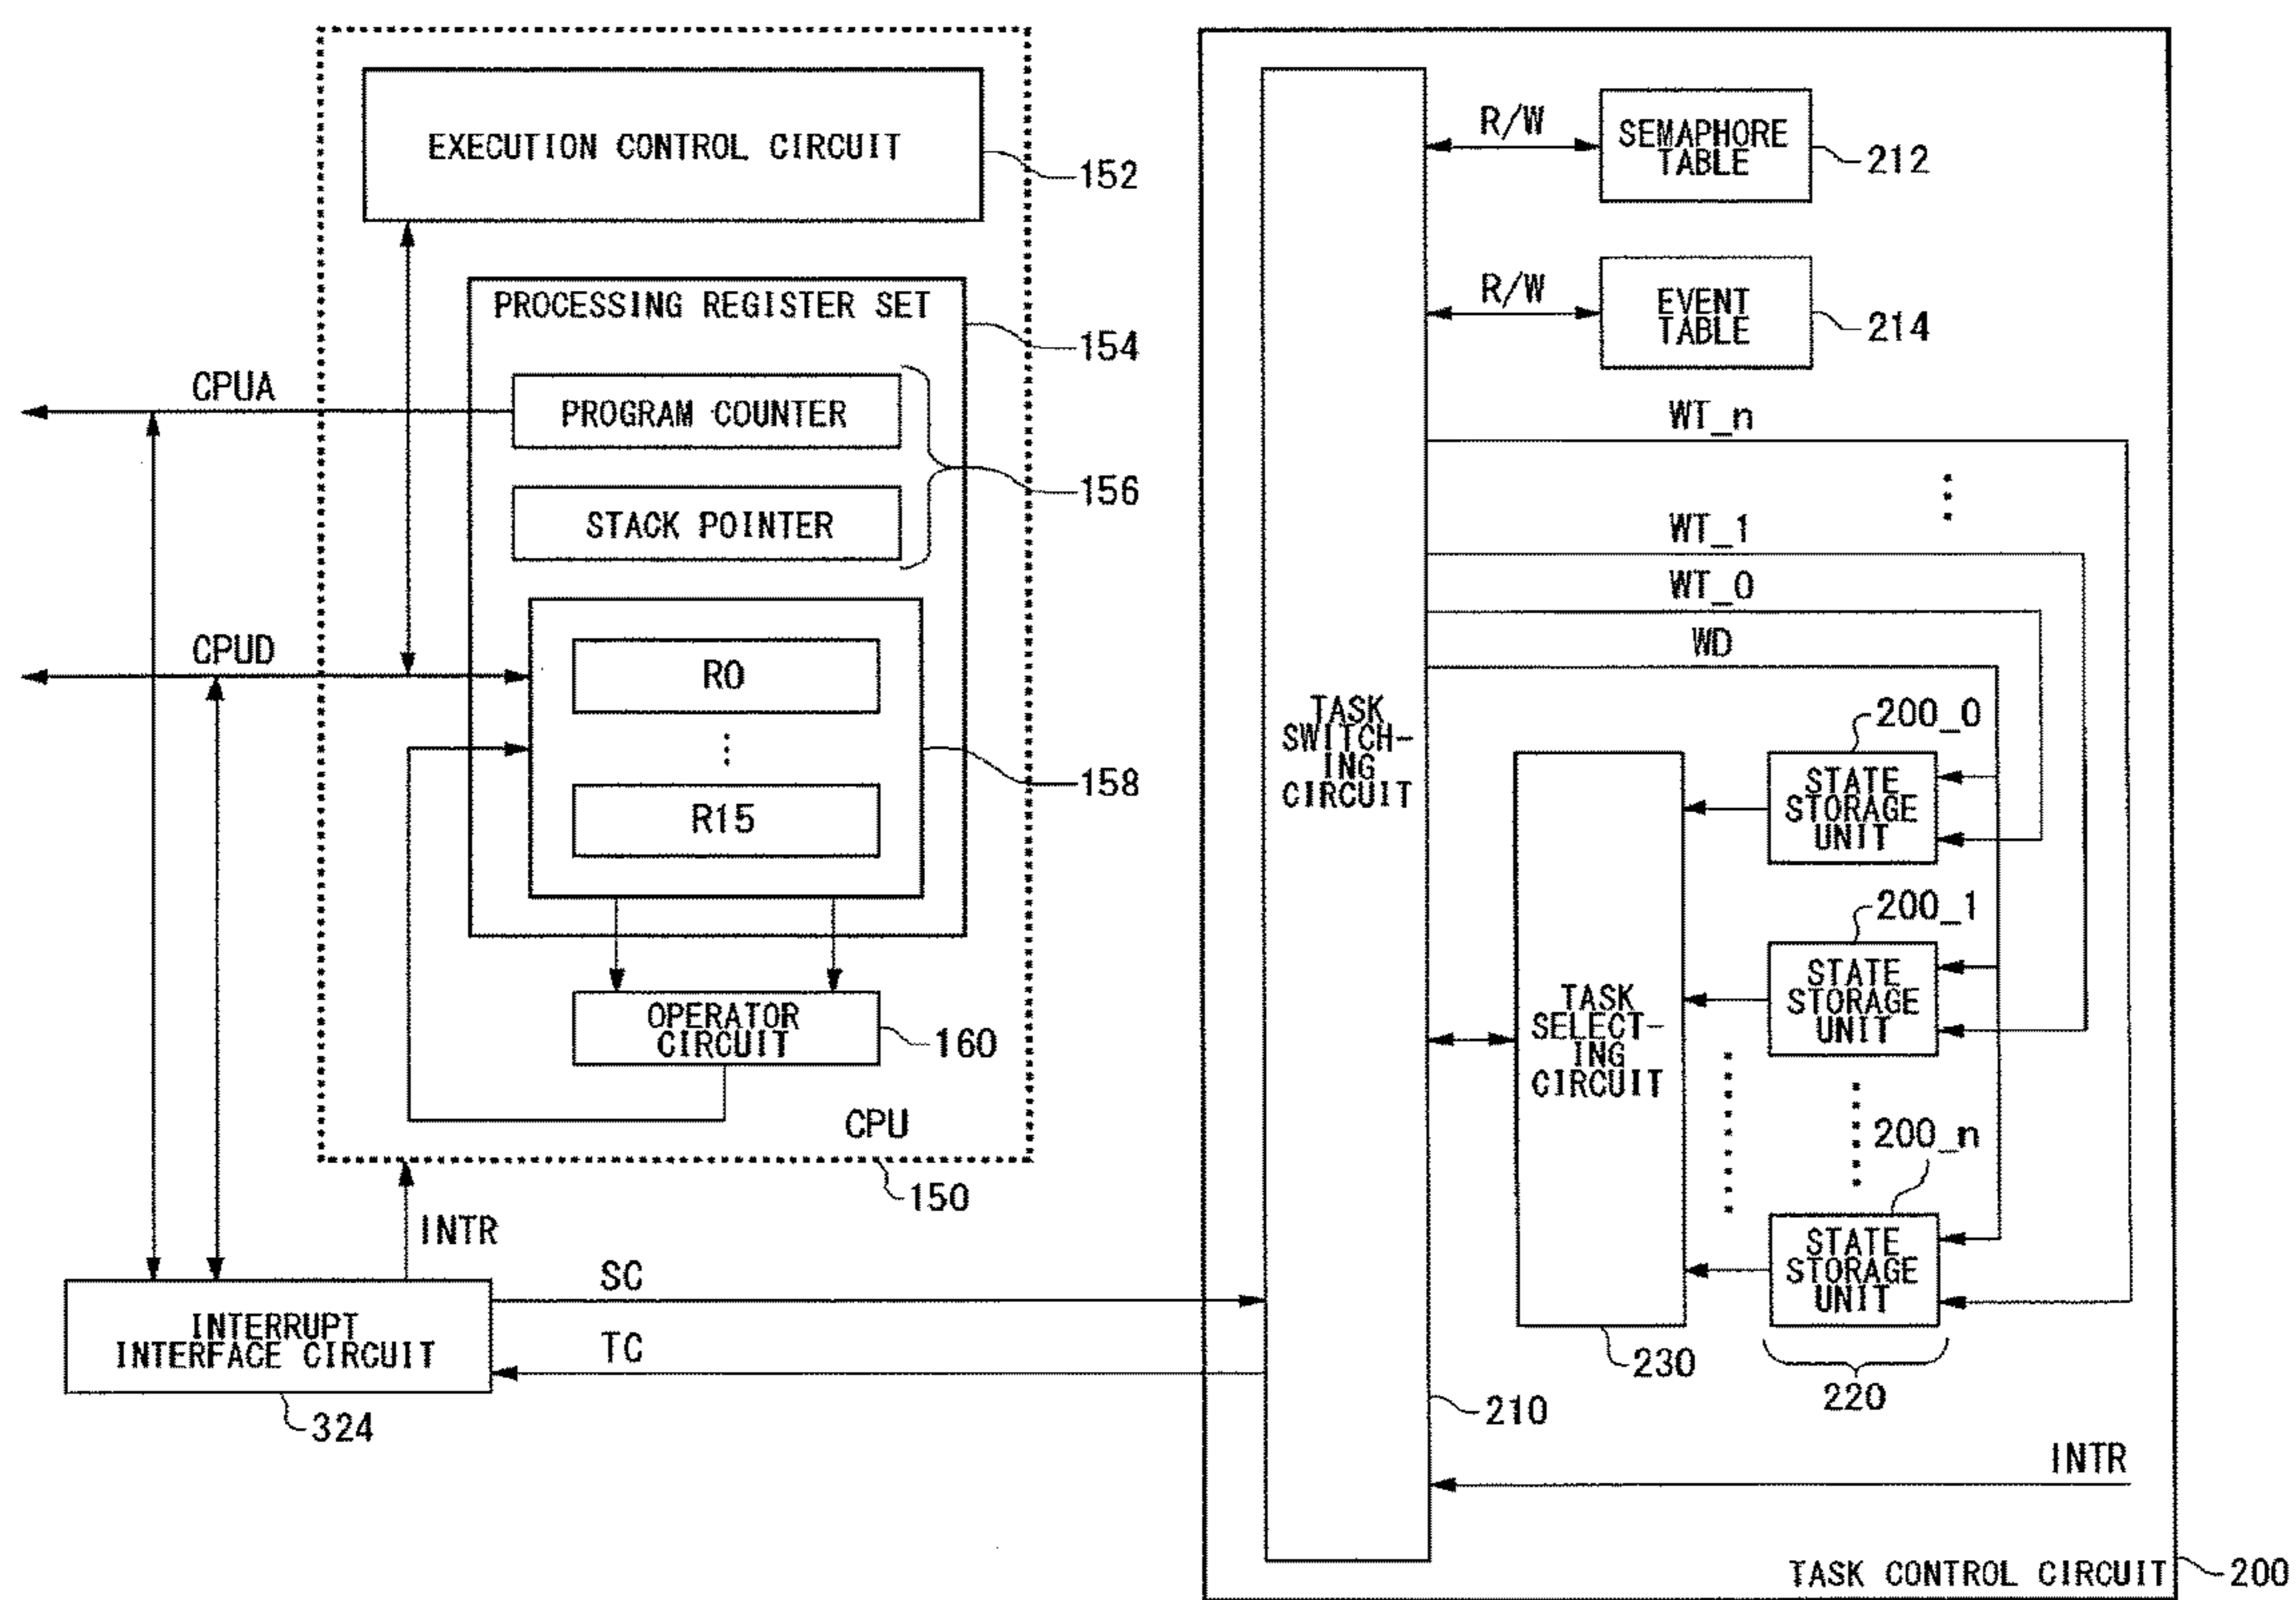 EXECUTION CONTROL CIRCUIT
152
PROCESSING REGISTER SET
154
CPUA
PROGRAM COUNTER
156
STACK POINTER
CPUD
R0
158
R15
OPERATOR
CIRCUIT
160
CPU
150
INTR
SC
INTERRUPT
INTERFACE CIRCUIT
TC
324
R/W
SEMAPHORE
TABLE
212
R/W
EVENT
TABLE
214
WT_n
WT_1
WT_0
WD
TASK
SWITCH-
ING
CIRCUIT
200_0
STATE
STORAGE
UNIT
200_1
STATE
STORAGE
UNIT
TASK
SELECT-
ING
CIRCUIT
200_n
STATE
STORAGE
UNIT
230
220
210
INTR
TASK CONTROL CIRCUIT
200